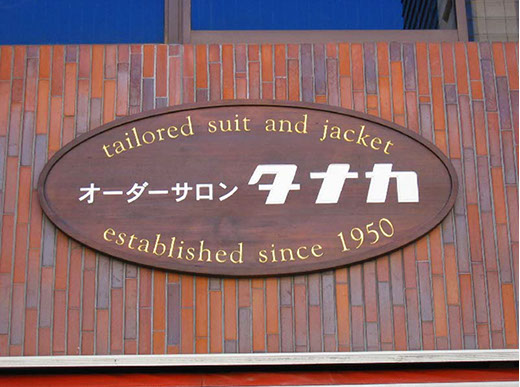 tailored suit and jacket
オーダーサロン タナカ
established since 1950